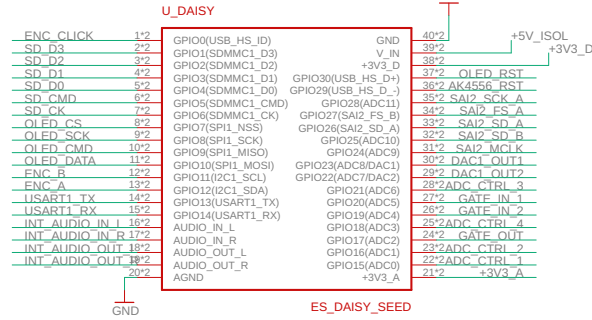 U_DAISY
ENC_CLICK 1*2 GPIO0(USB_HS_ID) GND 40*2
SD_D3 2*2 GPIO1(SDMMC1_D3) V_IN 39*2 +5V_ISOL
SD_D2 3*2 GPIO2(SDMMC1_D2) +3V3_D 38*2 +3V3_D
SD_D1 4*2 GPIO3(SDMMC1_D1) GPIO30(USB_HS_D+) 37*2 OLED_RST
SD_D0 5*2 GPIO4(SDMMC1_D0) GPIO29(USB_HS_D_-) 36*2 AK4556_RST
SD_CMD 6*2 GPIO5(SDMMC1_CMD) GPIO28(ADC11) 35*2 SAI2_SCK_A
SD_CK 7*2 GPIO6(SDMMC1_CK) GPIO27(SAI2_FS_B) 34*2 SAI2_FS_A
OLED_CS 8*2 GPIO7(SPI1_NSS) GPIO26(SAI2_SD_A) 33*2 SAI2_SD_A
OLED_SCK 9*2 GPIO8(SPI1_SCK) GPIO25(ADC10) 32*2 SAI2_SD_B
OLED_CMD 10*2 GPIO9(SPI1_MISO) GPIO24(ADC9) 31*2 SAI2_MCLK
OLED_DATA 11*2 GPIO10(SPI1_MOSI) GPIO23(ADC8/DAC1) 30*2 DAC1_OUT1
ENC_B 12*2 GPIO11(I2C1_SCL) GPIO22(ADC7/DAC2) 29*2 DAC1_OUT2
ENC_A 13*2 GPIO12(I2C1_SDA) GPIO21(ADC6) 28*2 ADC_CTRL_3
USART1_TX 14*2 GPIO13(USART1_TX) GPIO20(ADC5) 27*2 GATE_IN_1
USART1_RX 15*2 GPIO14(USART1_RX) GPIO19(ADC4) 26*2 GATE_IN_2
INT_AUDIO_IN_L 16*2 AUDIO_IN_L GPIO18(ADC3) 25*2 ADC_CTRL_4
INT_AUDIO_IN_R 17*2 AUDIO_IN_R GPIO17(ADC2) 24*2 GATE_OUT
INT_AUDIO_OUT_L 18*2 AUDIO_OUT_L GPIO16(ADC1) 23*2 ADC_CTRL_2
INT_AUDIO_OUT_R 19*2 AUDIO_OUT_R GPIO15(ADC0) 22*2 ADC_CTRL_1
20*2 AGND +3V3_A 21*2 +3V3_A
GND ES_DAISY_SEED